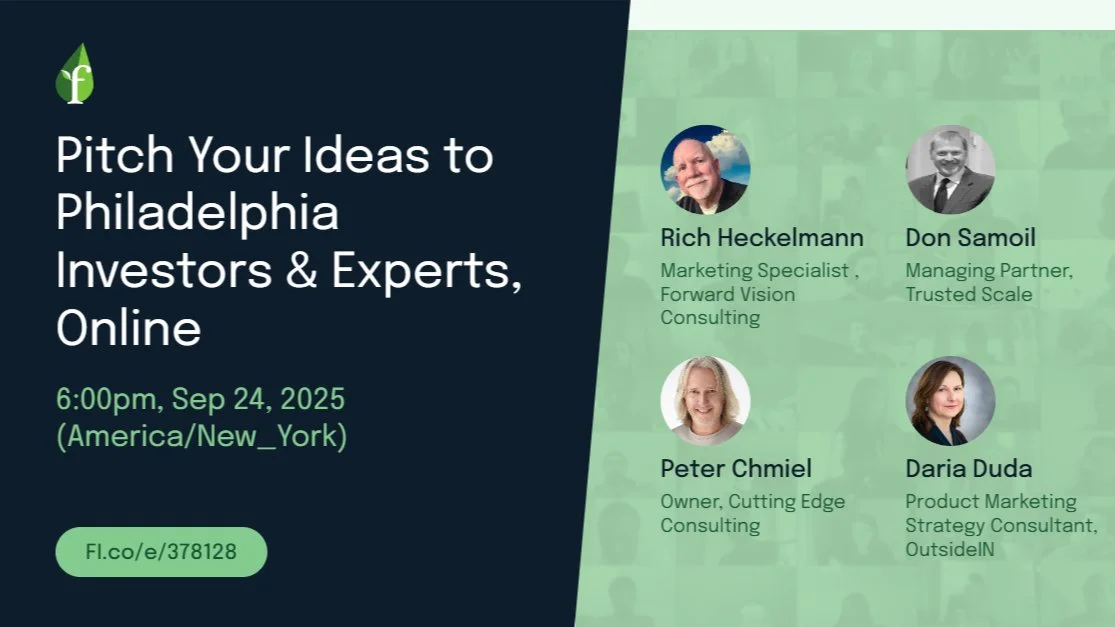 f
Pitch Your Ideas to
Philadelphia
Investors & Experts,
Online
6:00pm, Sep 24, 2025
(America/New_York)
FI.co/e/378128
Rich Heckelmann
Marketing Specialist ,
Forward Vision
Consulting
Don Samoil
Managing Partner,
Trusted Scale
Peter Chmiel
Owner, Cutting Edge
Consulting
Daria Duda
Product Marketing
Strategy Consultant,
OutsideIN